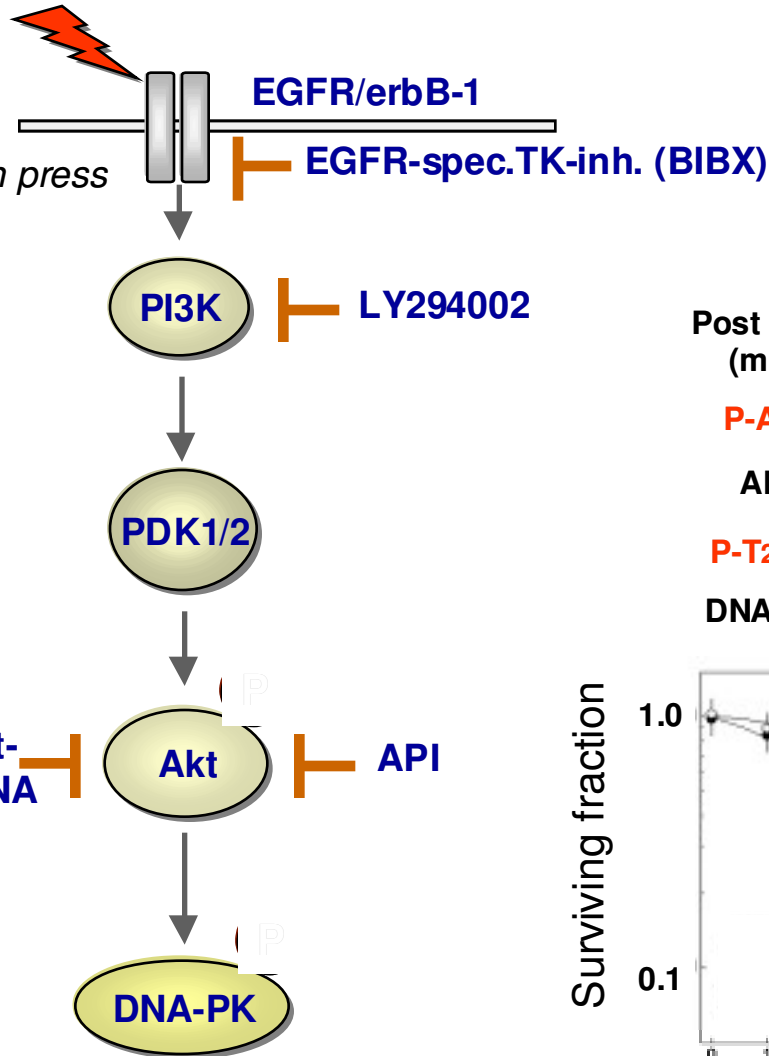 EGFR/erbB-1
EGFR-spec.TK-inh. (BIBX)
press
PI3K
LY294002
Post
(m
P-A
PDK1/2
P-T2
DNA
P
Surviving fraction
1.0
t-
NA
Akt
API
P
0.1
DNA-PK